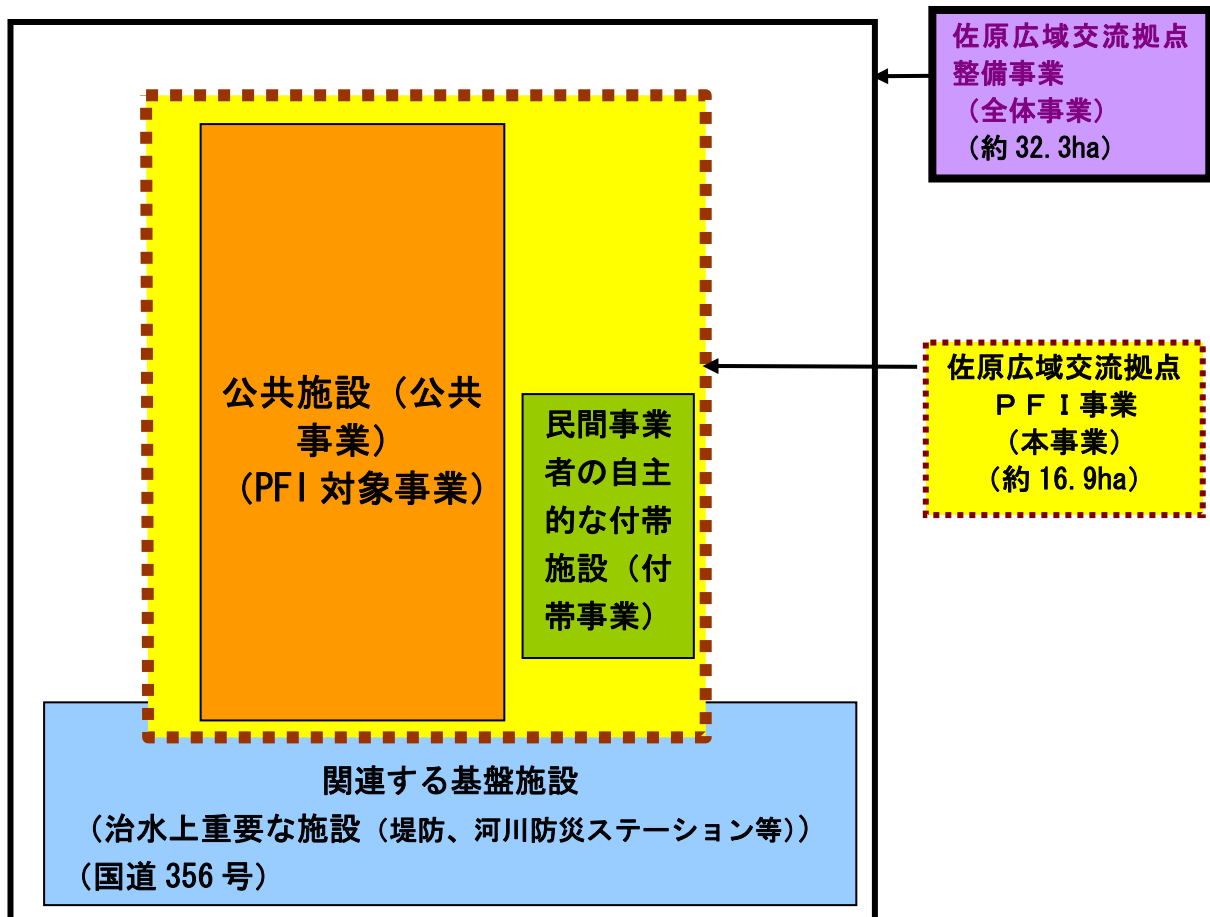 佐原広域交流拠点
整備事業
（全体事業）
（約 32.3ha）
公共施設（公共
事業）
（PFI 対象事業）
民間事業
者の自主
的な付帯
施設（付
帯事業）
佐原広域交流拠点
ＰＦＩ事業
（本事業）
（約 16.9ha）
関連する基盤施設
（治水上重要な施設（堤防、河川防災ステーション等））
（国道 356 号）